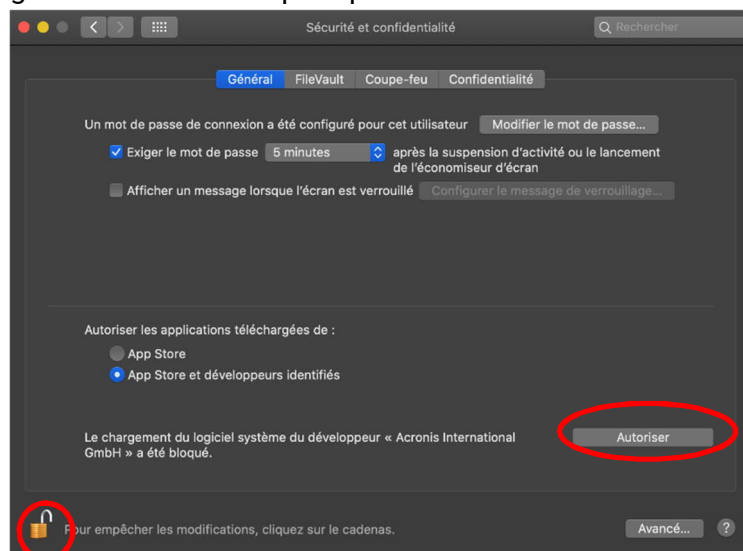 Sécurité et confidentialité
Rechercher
Général FileVault Coupe-feu Confidentialité
Un mot de passe de connexion a été configuré pour cet utilisateur Modifier le mot de passe...
Exiger le mot de passe 5 minutes après la suspension d'activité ou le lancement
de l'économiseur d'écran
Afficher un message lorsque l'écran est verrouillé Configurer le message de verrouillage...
Autoriser les applications téléchargées de :
App Store
App Store et développeurs identifiés
Le chargement du logiciel système du développeur « Acronis International
GmbH » a été bloqué.
Autoriser
Pour empêcher les modifications, cliquez sur le cadenas.
Avancé... ?